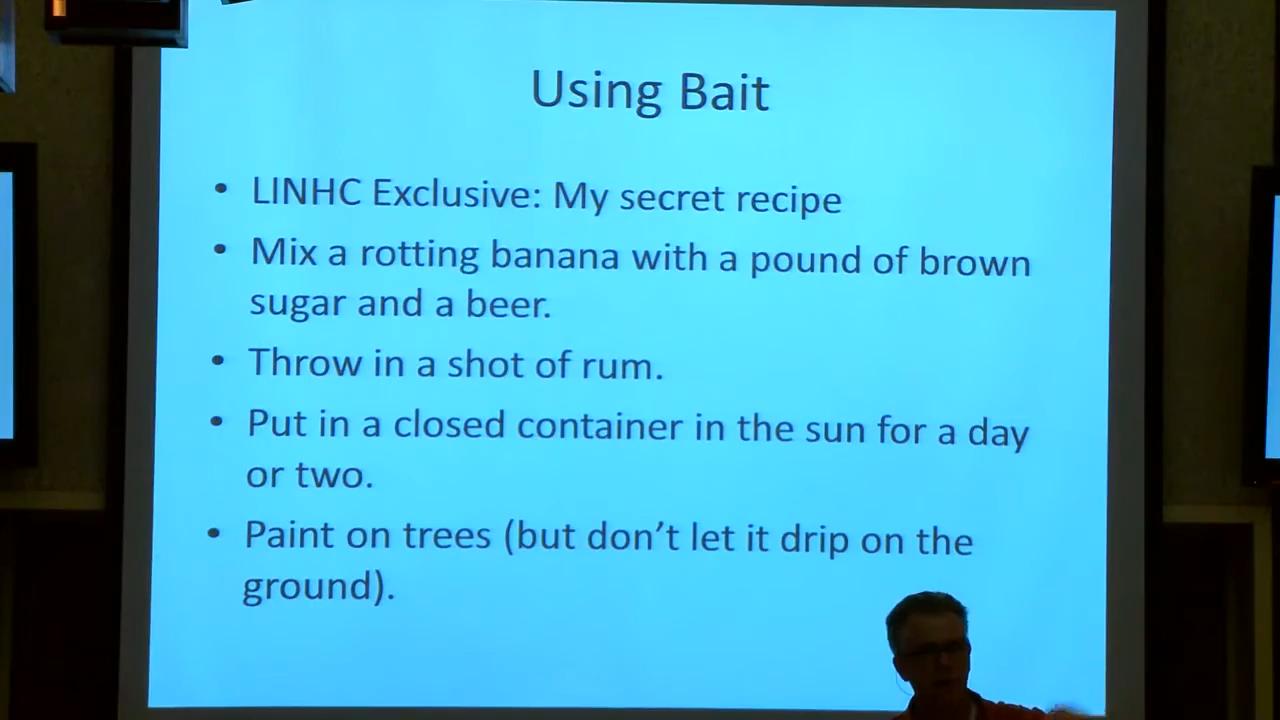 Using Bait
• LINHC Exclusive: My secret recipe
• Mix a rotting banana with a pound of brown
sugar and a beer.
• Throw in a shot of rum.
• Put in a closed container in the sun for a day
or two.
• Paint on trees (but don't let it drip on the
ground).